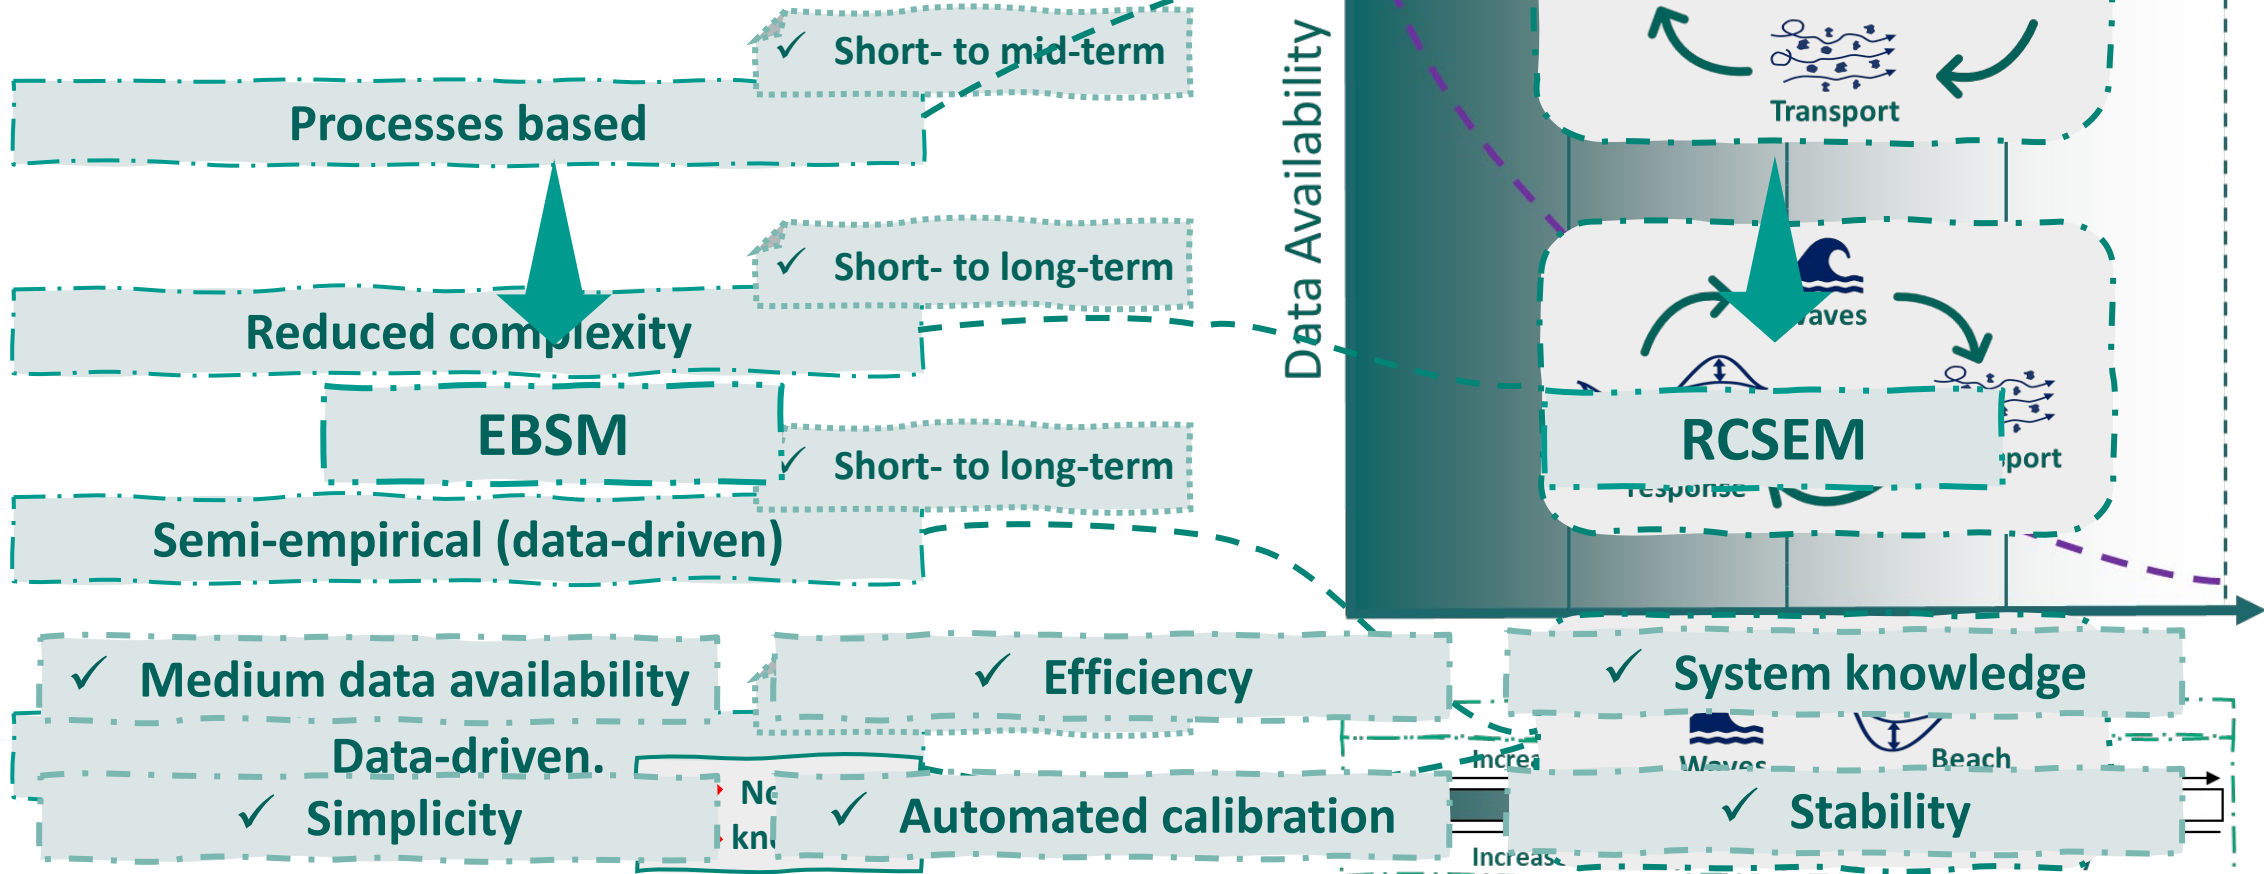 ✓ Short- to mid-term
Processes based
Data Availability
Transport
✓ Short- to long-term
Reduced complexity
EBSM
RCSEM
✓ Short- to long-term
response
Semi-empirical (data-driven)
✓ Medium data availability
✓ Efficiency
✓ System knowledge
Data-driven.
Waves
Beach
✓ Simplicity
✓ Automated calibration
✓ Stability